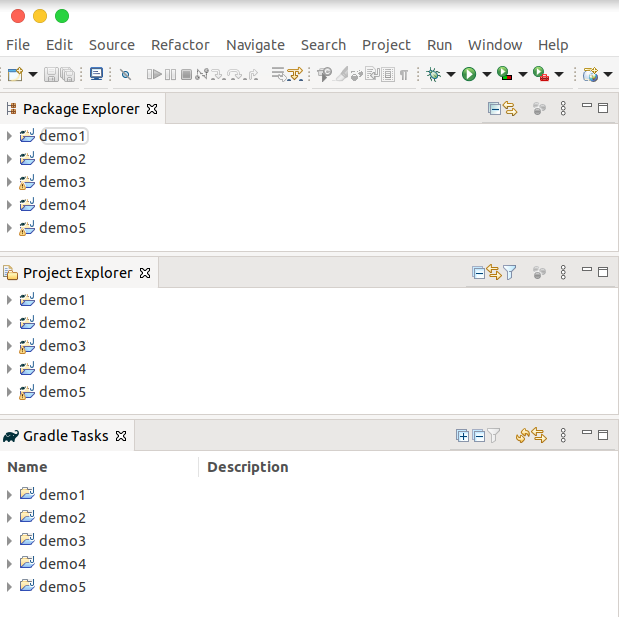 File Edit Source Refactor Navigate Search Project Run Window Help
Package Explorer
demo1
demo2
demo3
demo4
demo5
Project Explorer
demo1
demo2
demo3
demo4
demo5
Gradle Tasks
Name Description
demo1
demo2
demo3
demo4
demo5